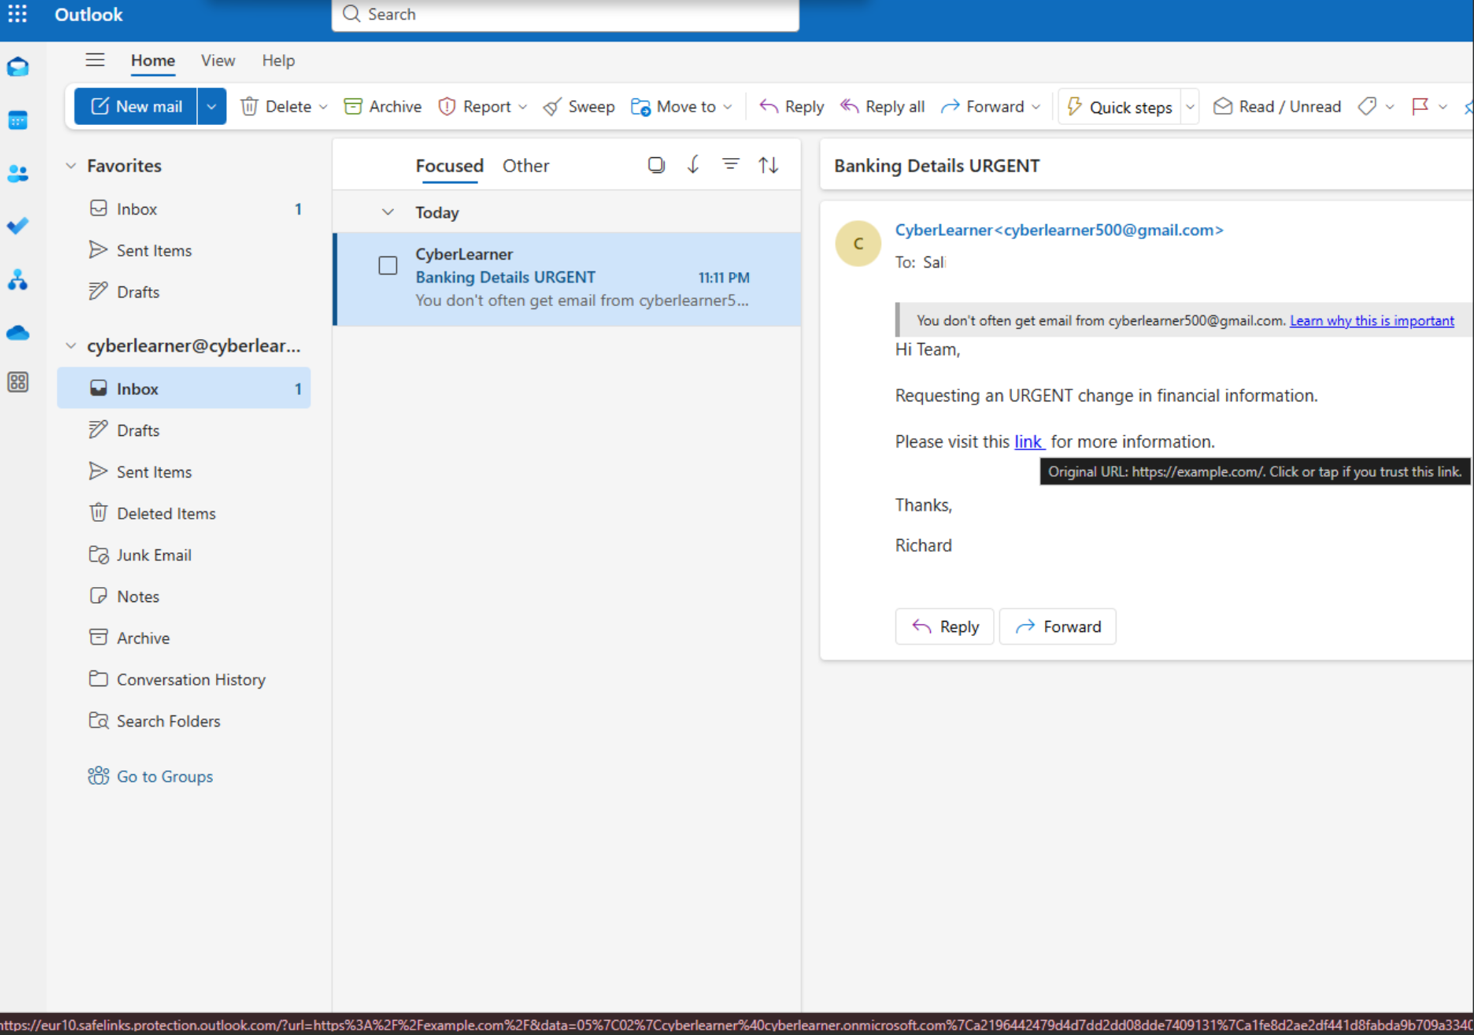 Outlook
Search
Home View Help
New mail Delete Archive Report Sweep Move to Reply Reply all Forward Quick steps Read / Unread
Favorites
Inbox 1
Sent Items
Drafts
cyberlearner@cyberlear...
Inbox 1
Drafts
Sent Items
Deleted Items
Junk Email
Notes
Archive
Conversation History
Search Folders
Go to Groups
Focused Other
Today
CyberLearner
Banking Details URGENT 11:11 PM
You don't often get email from cyberlearner5...
Banking Details URGENT
C
CyberLearner<cyberlearner500@gmail.com>
To: Sali
You don't often get email from cyberlearner500@gmail.com. Learn why this is important
Hi Team,
Requesting an URGENT change in financial information.
Please visit this link for more information.
Original URL: https://example.com/. Click or tap if you trust this link.
Thanks,
Richard
Reply Forward
https://eur10.safelinks.protection.outlook.com/?url=https%3A%2F%2Fexample.com%2F&data=05%7C02%7Ccyberlearner%40cyberlearner.onmicrosoft.com%7Ca2196442479d4d7dd2dd08dde7409131%7Ca1fe8d2ae2df441d8fabda9b709a3340